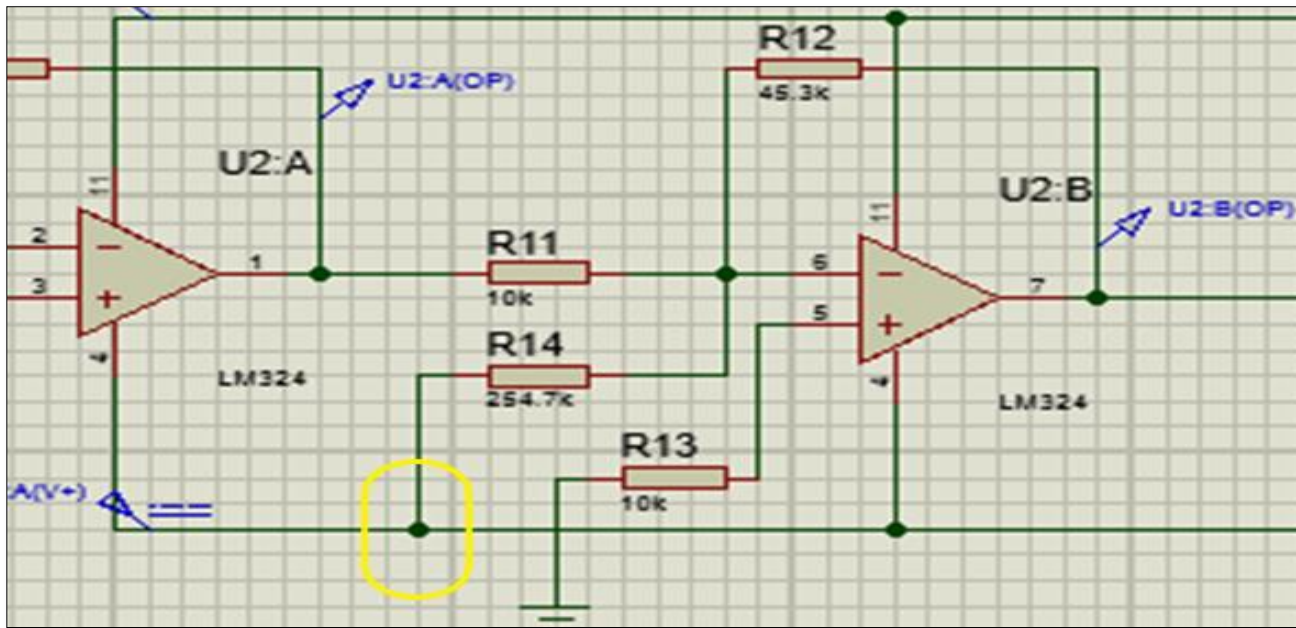 R12
45.3k
U2:A(OP)
U2:A
11
2
3
1
4
LM324
R11
10k
R14
254.7k
R13
10k
U2:B
U2:B(OP)
11
6
5
7
4
LM324
:A(V+)